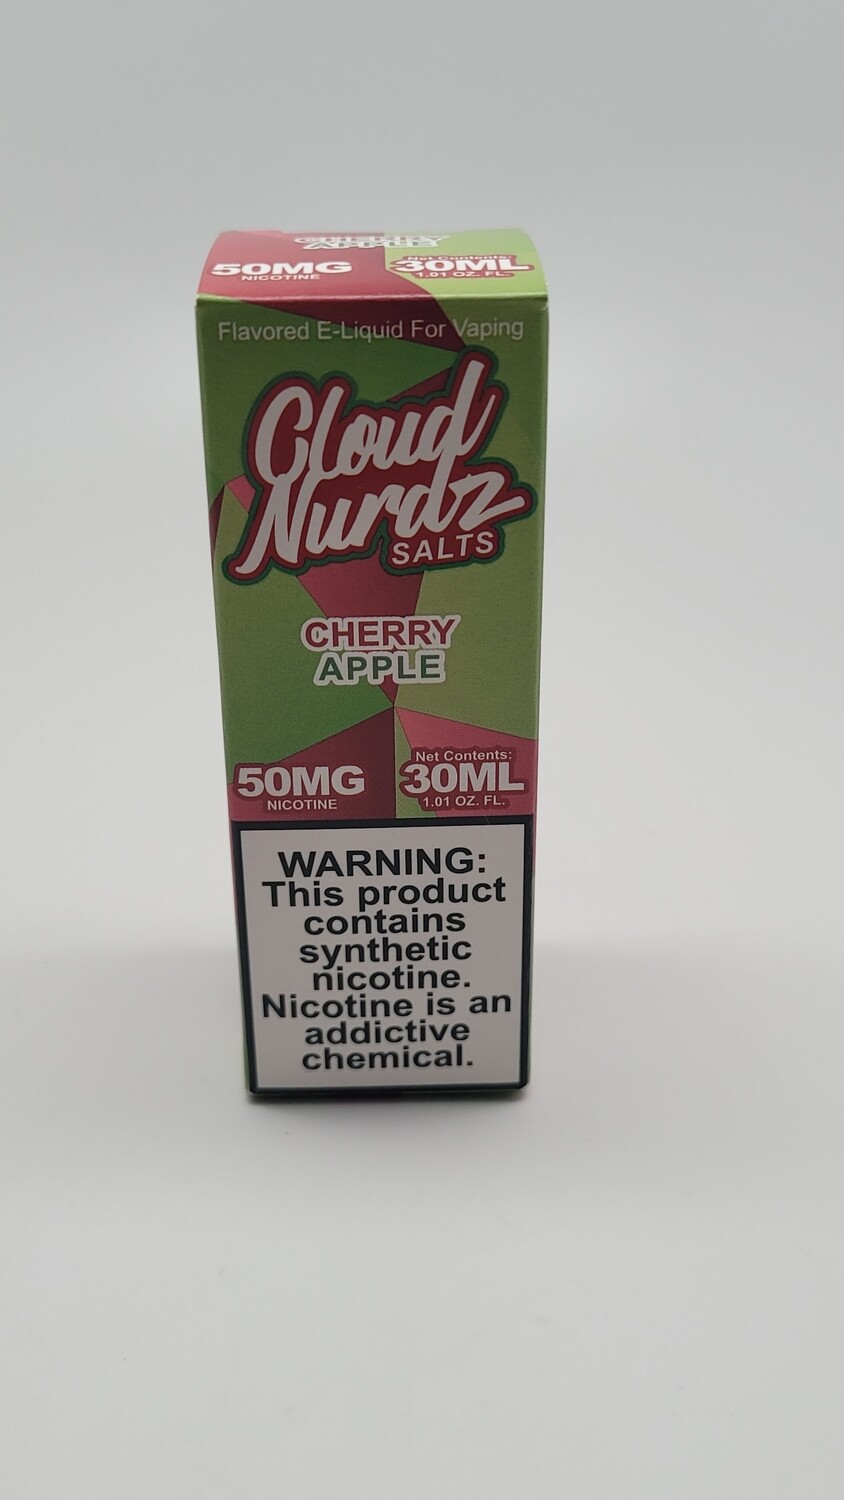 CHERRY
APPLE
50MG
NICOTINE
Net Contents:
30ML
1.01 OZ. FL.
Flavored E-Liquid For Vaping
Cloud
Nurdz
SALTS
CHERRY
APPLE
50MG
NICOTINE
Net Contents:
30ML
1.01 OZ. FL.
WARNING:
This product
contains
synthetic
nicotine.
Nicotine is an
addictive
chemical.